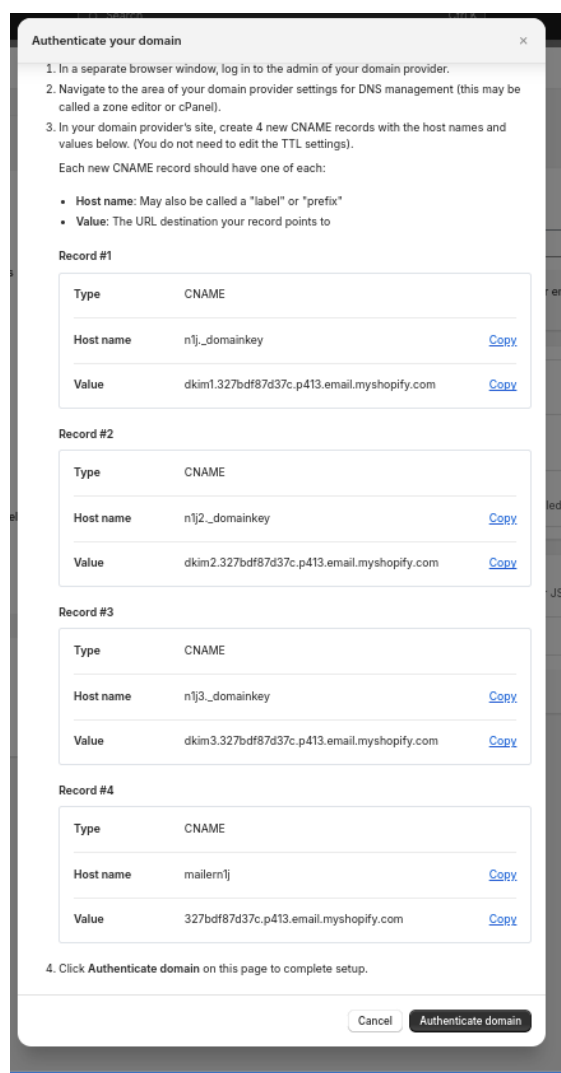 Search
Ctrl K
Authenticate your domain
×
1. In a separate browser window, log in to the admin of your domain provider.
2. Navigate to the area of your domain provider settings for DNS management (this may be
called a zone editor or cPanel).
3. In your domain provider's site, create 4 new CNAME records with the host names and
values below. (You do not need to edit the TTL settings).
Each new CNAME record should have one of each:
• Host name: May also be called a "label" or "prefix"
• Value: The URL destination your record points to
Record #1
Type CNAME
Host name n1j._domainkey Copy
Value dkim1.327bdf87d37c.p413.email.myshopify.com Copy
Record #2
Type CNAME
Host name n1j2._domainkey Copy
Value dkim2.327bdf87d37c.p413.email.myshopify.com Copy
Record #3
Type CNAME
Host name n1j3._domainkey Copy
Value dkim3.327bdf87d37c.p413.email.myshopify.com Copy
Record #4
Type CNAME
Host name mailern1j Copy
Value 327bdf87d37c.p413.email.myshopify.com Copy
4. Click Authenticate domain on this page to complete setup.
Cancel Authenticate domain